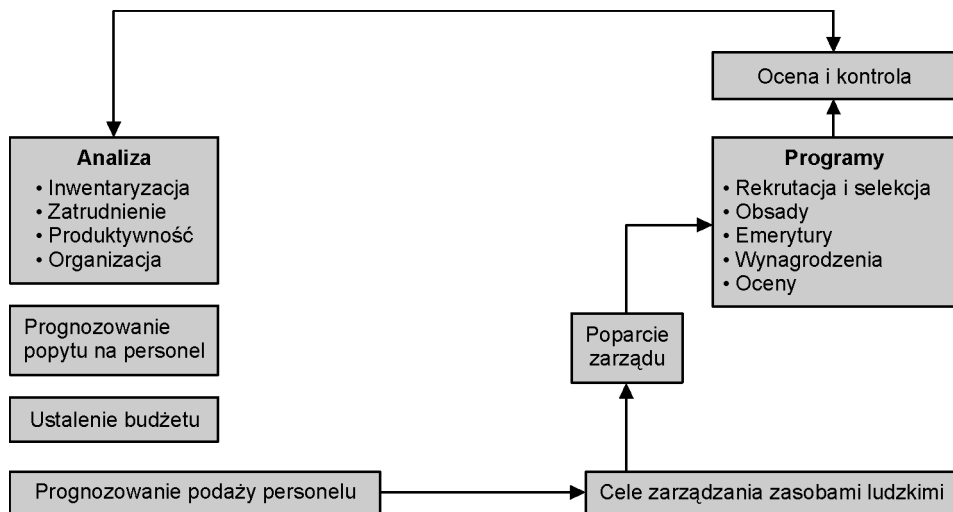 Ocena i kontrola
Analiza
• Inwentaryzacja
• Zatrudnienie
• Produktywność
• Organizacja
Programy
• Rekrutacja i selekcja
• Obsady
• Emerytury
• Wynagrodzenia
• Oceny
Prognozowanie
popytu na personel
Poparcie
zarządu
Ustalenie budżetu
Prognozowanie podaży personelu
Cele zarządzania zasobami ludzkimi